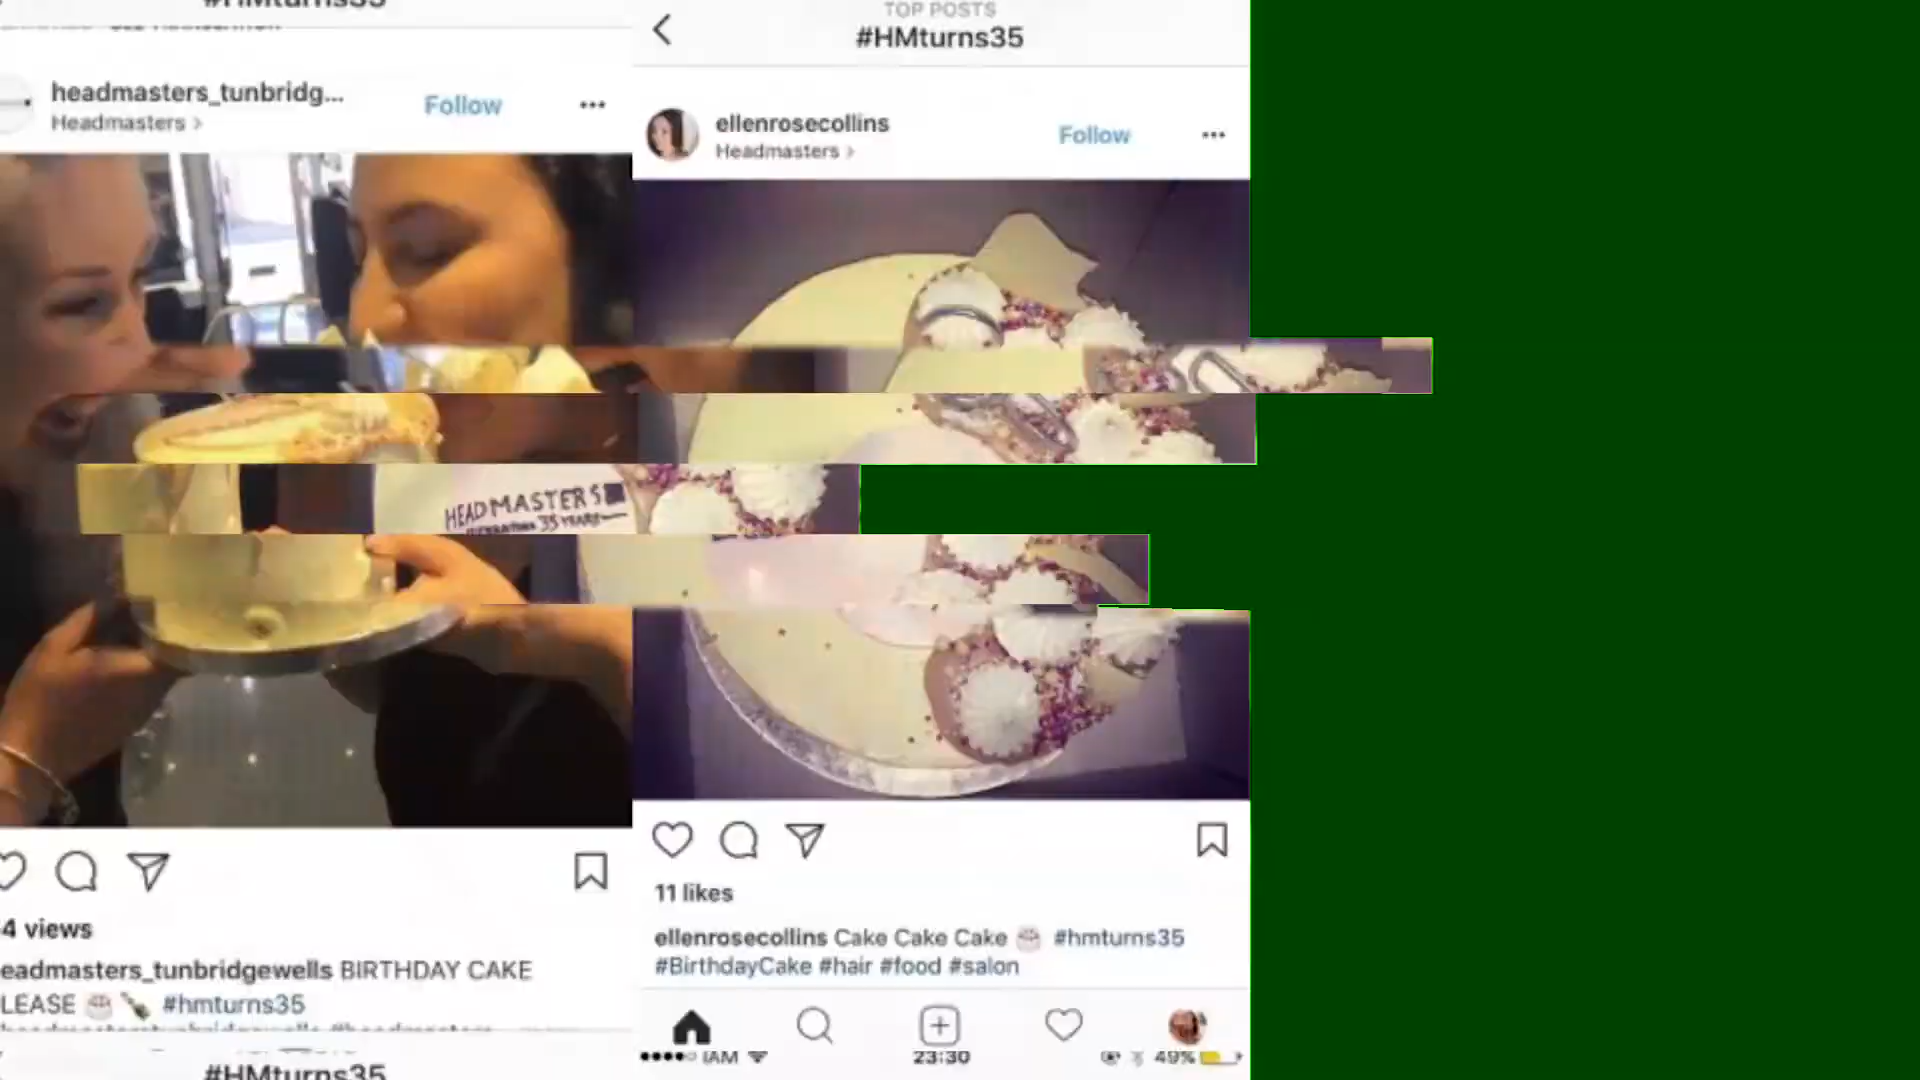 #HMturns35
headmasters_tunbridg...
Follow
Headmasters >
4 views
eadmasters_tunbridgewells BIRTHDAY CAKE
LEASE #hmturns35
#HMturns35
TOP POSTS
#HMturns35
ellenrosecollins
Follow
Headmasters >
HEADMASTERS
35 YEARS
11 likes
ellenrosecollins Cake Cake Cake #hmturns35
#BirthdayCake #hair #food #salon
IAM 23:30 49%